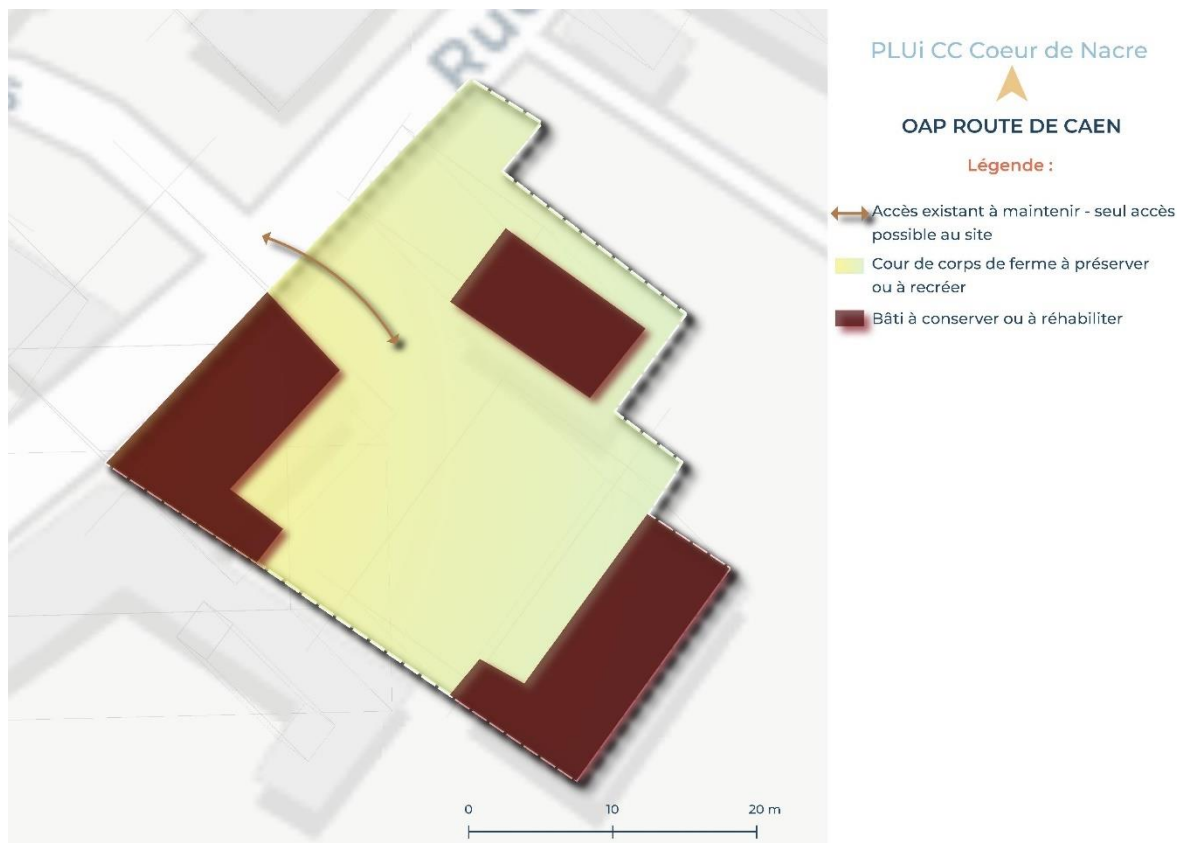 PLUi CC Coeur de Nacre
OAP ROUTE DE CAEN
Légende :
Accès existant à maintenir - seul accès
possible au site
Cour de corps de ferme à préserver
ou à recréer
Bâti à conserver ou à réhabiliter
Rue
0 10 20 m